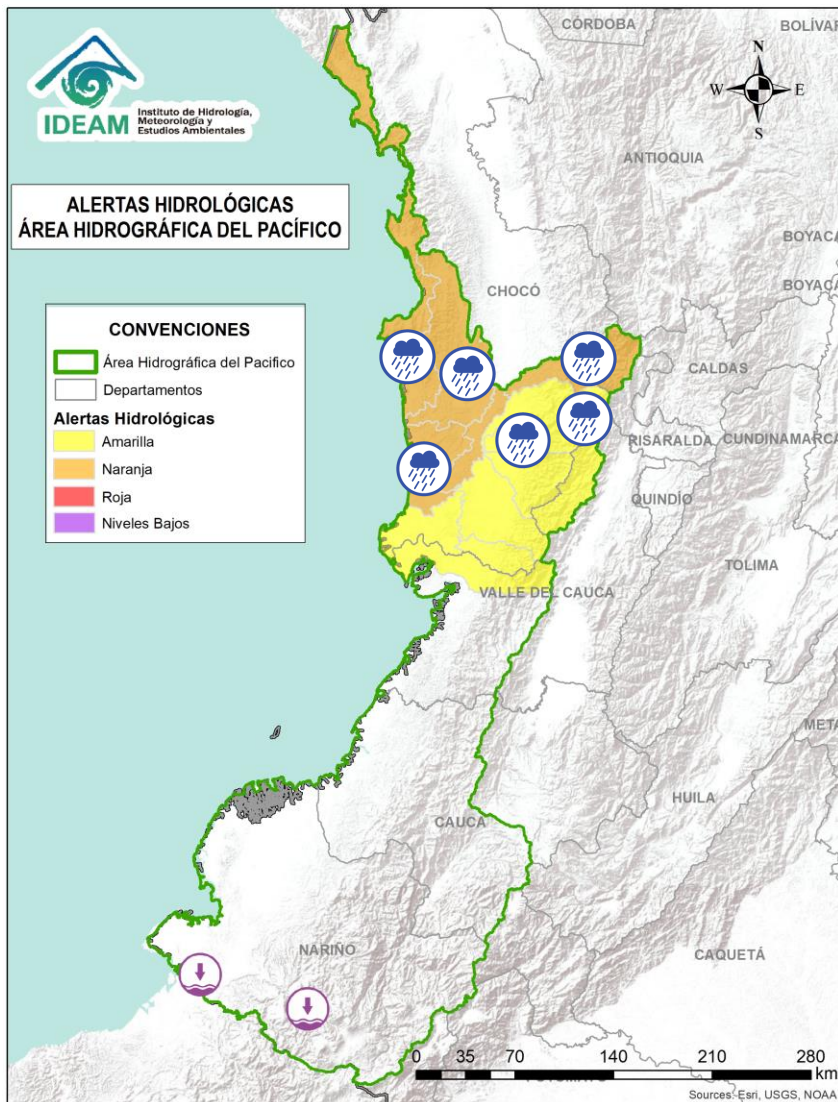 CÓRDOBA
BOLÍVAR
N
W
E
S
IDEAM
Instituto de Hidrología,
Meteorología y
Estudios Ambientales
ANTIOQUIA
ALERTAS HIDROLÓGICAS
ÁREA HIDROGRÁFICA DEL PACÍFICO
BOYACÁ
BOYACÁ
CHOCÓ
CONVENCIONES
Área Hidrográfica del Pacifico
Departamentos
Alertas Hidrológicas
Amarilla
Naranja
Roja
Niveles Bajos
CALDAS
RISARALDA
CUNDINAMARCA
QUINDÍO
TOLIMA
VALLE DEL CAUCA
META
HUILA
CAUCA
NARIÑO
CAQUETÁ
0 35 70 140 210 280
km
Sources: Esri, USGS, NOAA